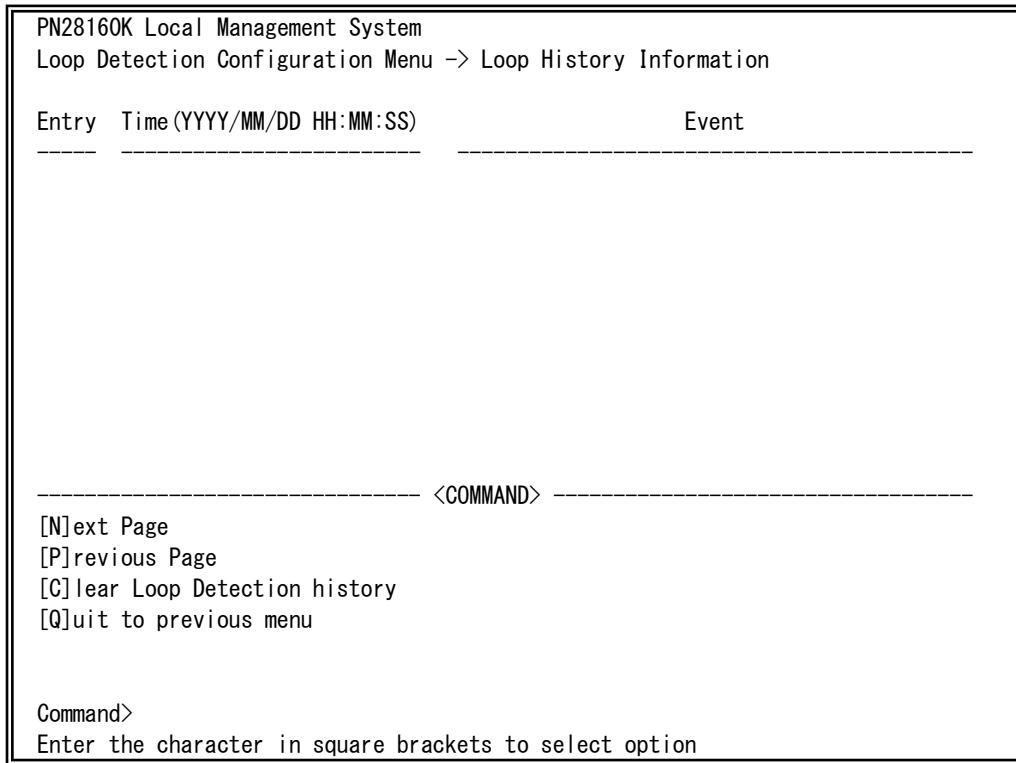 PN28160K Local Management System
Loop Detection Configuration Menu -> Loop History Information
Entry  Time(YYYY/MM/DD HH:MM:SS)                      Event
-----  -------------------------   -------------------------------------------
-------------------------------- <COMMAND> -----------------------------------
[N]ext Page
[P]revious Page
[C]lear Loop Detection history
[Q]uit to previous menu
Command>
Enter the character in square brackets to select option